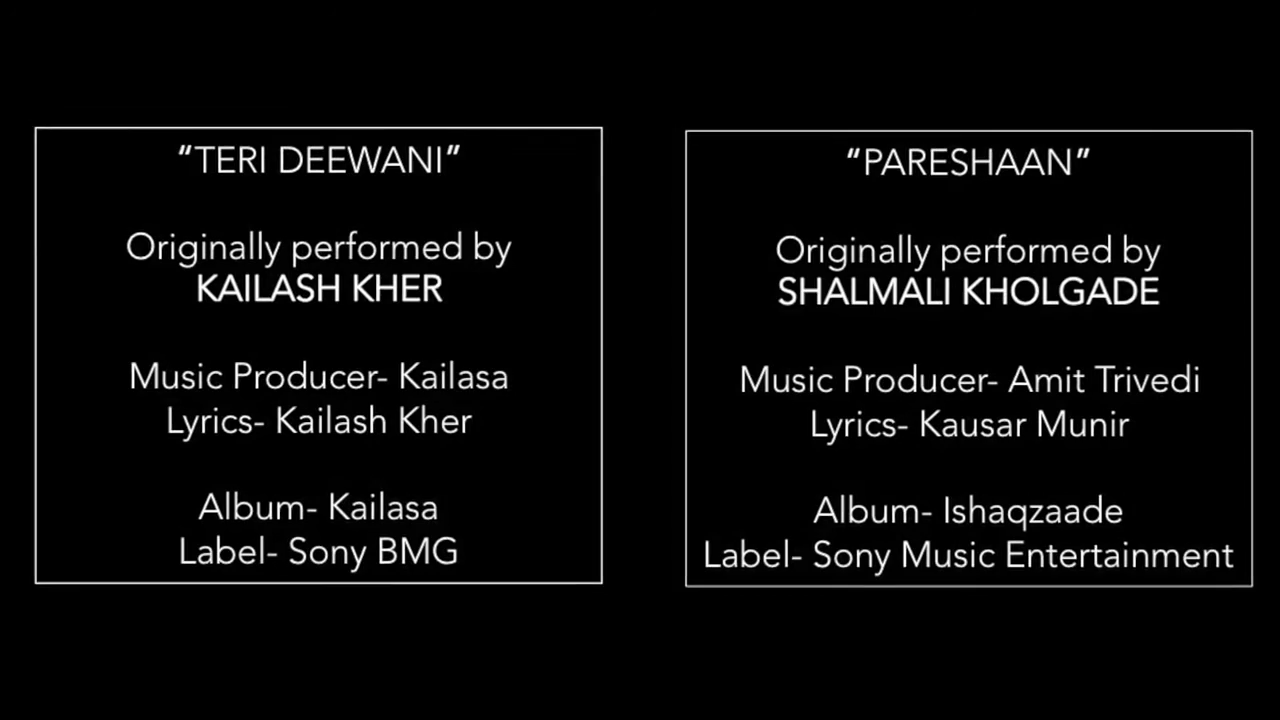 “TERI DEEWANI”
Originally performed by
KAILASH KHER
Music Producer- Kailasa
Lyrics- Kailash Kher
Album- Kailasa
Label- Sony BMG
“PARESHAAN”
Originally performed by
SHALMALI KHOLGADE
Music Producer- Amit Trivedi
Lyrics- Kausar Munir
Album- Ishaqzaade
Label- Sony Music Entertainment